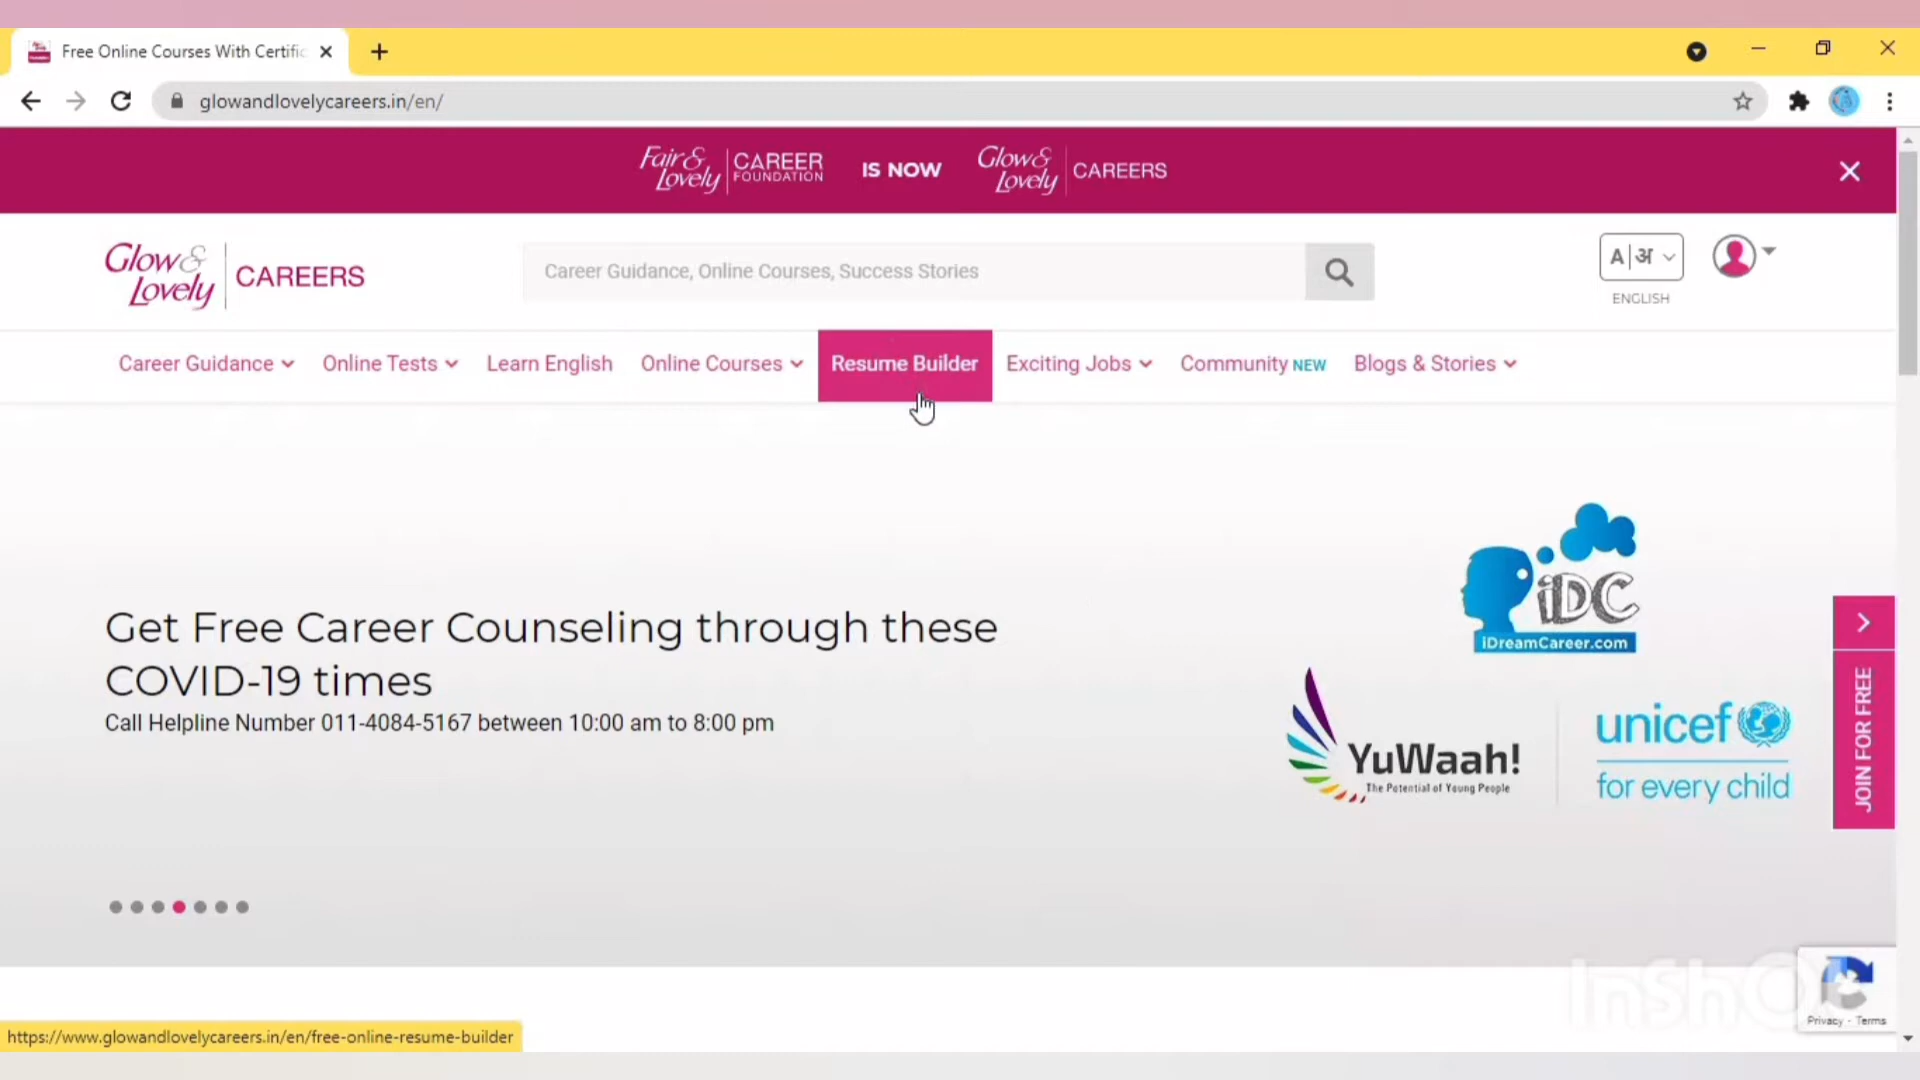 Free Online Courses With Certific
glowandlovelycareers.in/en/
Fair & Lovely CAREER FOUNDATION IS NOW Glow & Lovely CAREERS
Glow & Lovely CAREERS
Career Guidance, Online Courses, Success Stories
A|अ
ENGLISH
Career Guidance Online Tests Learn English Online Courses Resume Builder Exciting Jobs Community NEW Blogs & Stories
iDC
iDreamCareer.com
Get Free Career Counseling through these
COVID-19 times
Call Helpline Number 011-4084-5167 between 10:00 am to 8:00 pm
YuWaah!
The Potential of Young People
unicef
for every child
JOIN FOR FREE
InShO
Privacy - Terms
https://www.glowandlovelycareers.in/en/free-online-resume-builder